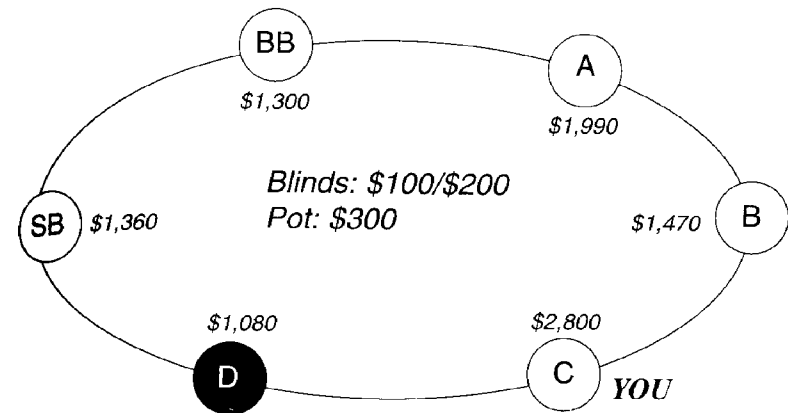 BB
$1,300
A
$1,990
Blinds: $100/$200
Pot: $300
SB
$1,360
$1,470
B
$1,080
D
$2,800
C
YOU